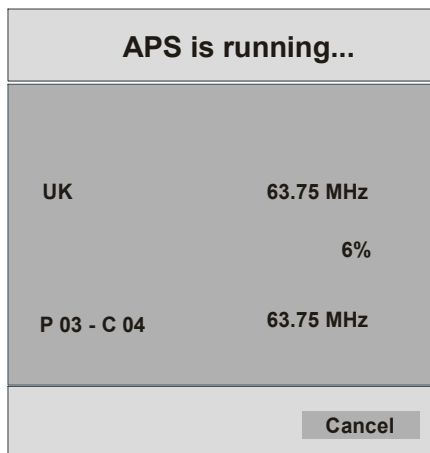 APS is running...
UK 63.75 MHz
6%
P 03 - C 04 63.75 MHz
Cancel